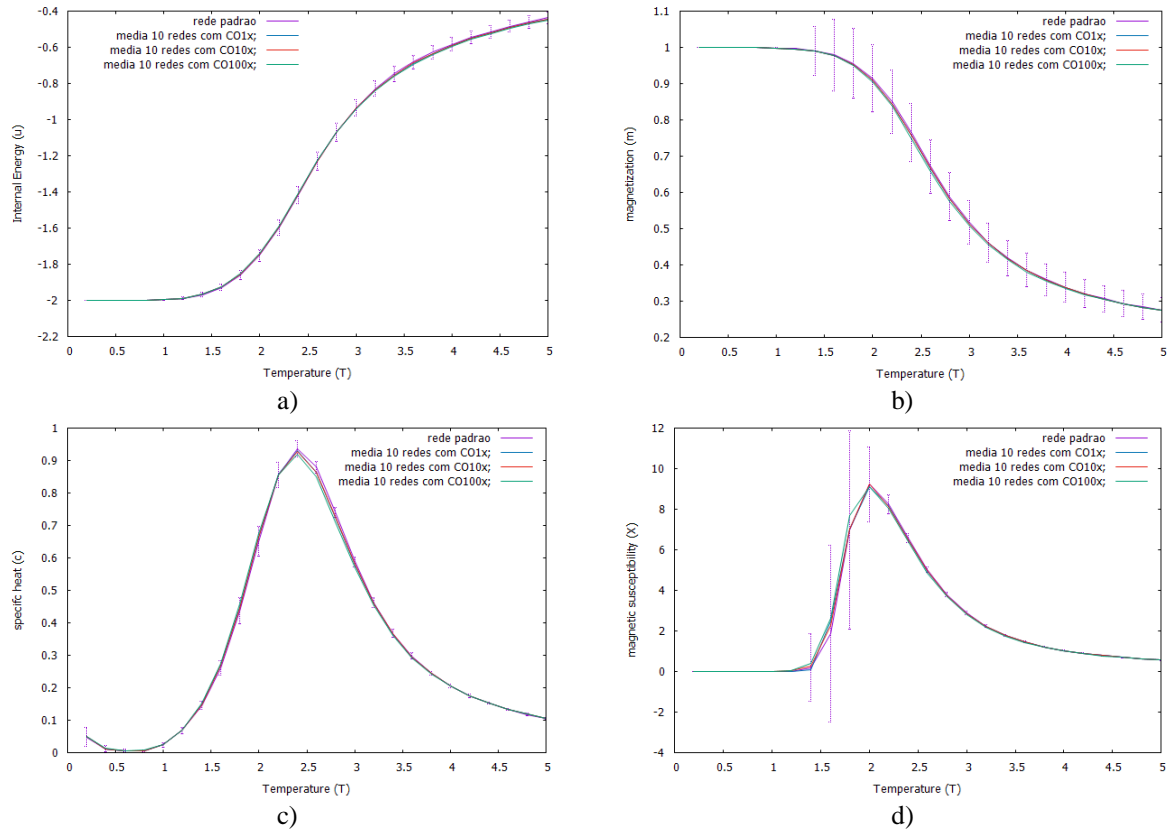 rede padrao
media 10 redes com CO1x;
media 10 redes com CO10x;
media 10 redes com CO100x;
-0.4
-0.6
-0.8
-1
-1.2
-1.4
-1.6
-1.8
-2
-2.2
Internal Energy (u)
0 0.5 1 1.5 2 2.5 3 3.5 4 4.5 5
Temperature (T)
a)
rede padrao
media 10 redes com CO1x;
media 10 redes com CO10x;
media 10 redes com CO100x;
1.1
1
0.9
0.8
0.7
0.6
0.5
0.4
0.3
0.2
magnetization (m)
0 0.5 1 1.5 2 2.5 3 3.5 4 4.5 5
Temperature (T)
b)
rede padrao
media 10 redes com CO1x;
media 10 redes com CO10x;
media 10 redes com CO100x;
1
0.9
0.8
0.7
0.6
0.5
0.4
0.3
0.2
0.1
0
specifc heat (c)
0 0.5 1 1.5 2 2.5 3 3.5 4 4.5 5
Temperature (T)
c)
rede padrao
media 10 redes com CO1x;
media 10 redes com CO10x;
media 10 redes com CO100x;
12
10
8
6
4
2
0
-2
-4
magnetic susceptibility (X)
0 0.5 1 1.5 2 2.5 3 3.5 4 4.5 5
Temperature (T)
d)